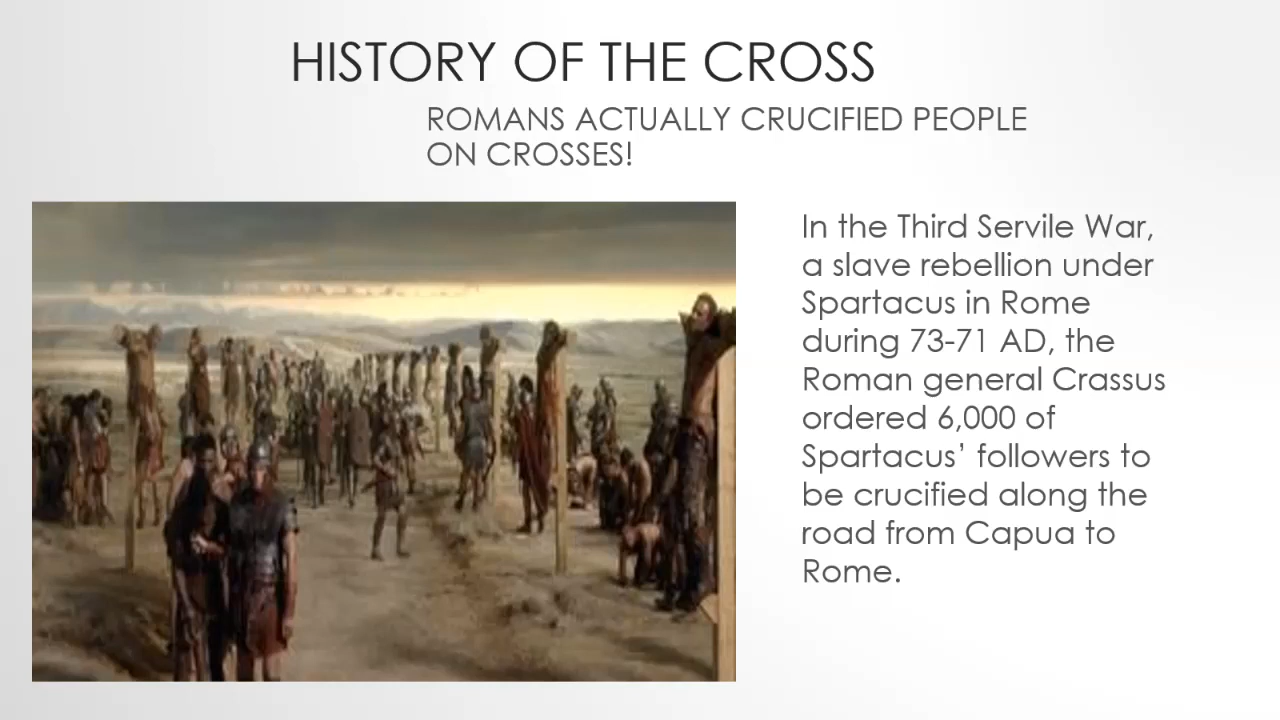 HISTORY OF THE CROSS
ROMANS ACTUALLY CRUCIFIED PEOPLE
ON CROSSES!
In the Third Servile War,
a slave rebellion under
Spartacus in Rome
during 73-71 AD, the
Roman general Crassus
ordered 6,000 of
Spartacus’ followers to
be crucified along the
road from Capua to
Rome.